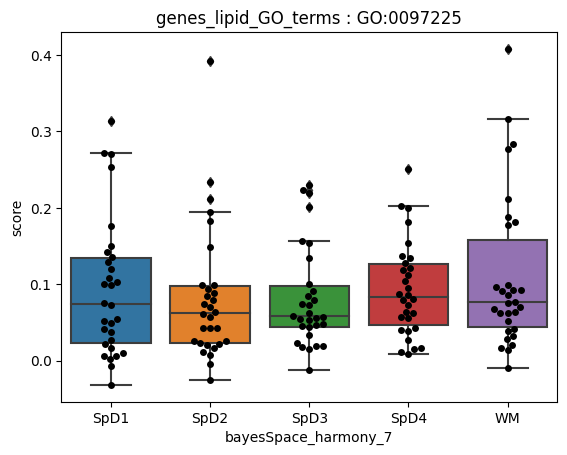 genes_lipid_GO_terms : GO:0097225
score
0.4
0.3
0.2
0.1
0.0
SpD1 SpD2 SpD3 SpD4 WM
bayesSpace_harmony_7